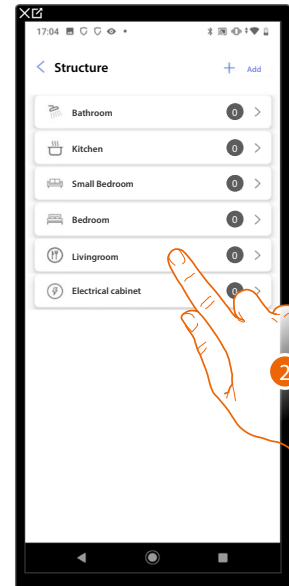 17:04
Structure
+ Add
Bathroom 0
Kitchen 0
Small Bedroom 0
Bedroom 0
Livingroom 0
Electrical cabinet 0
2